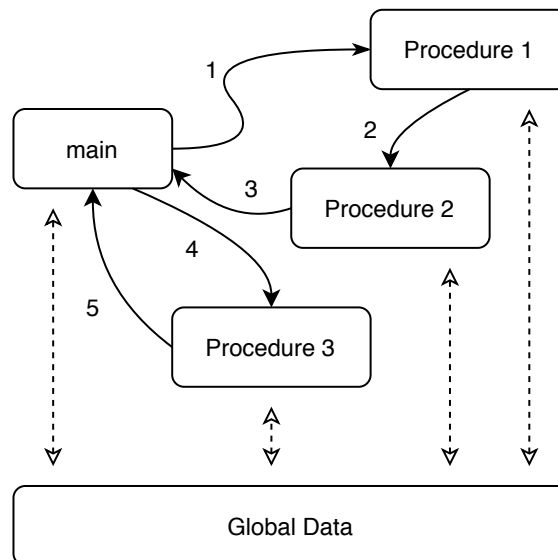 Procedure 1
1
2
main
3
Procedure 2
4
5
Procedure 3
Global Data